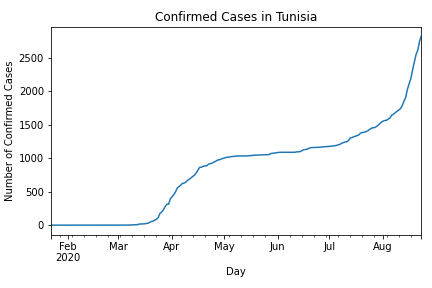 Confirmed Cases in Tunisia
Number of Confirmed Cases
2500
2000
1500
1000
500
0
Feb Mar Apr May Jun Jul Aug
2020
Day